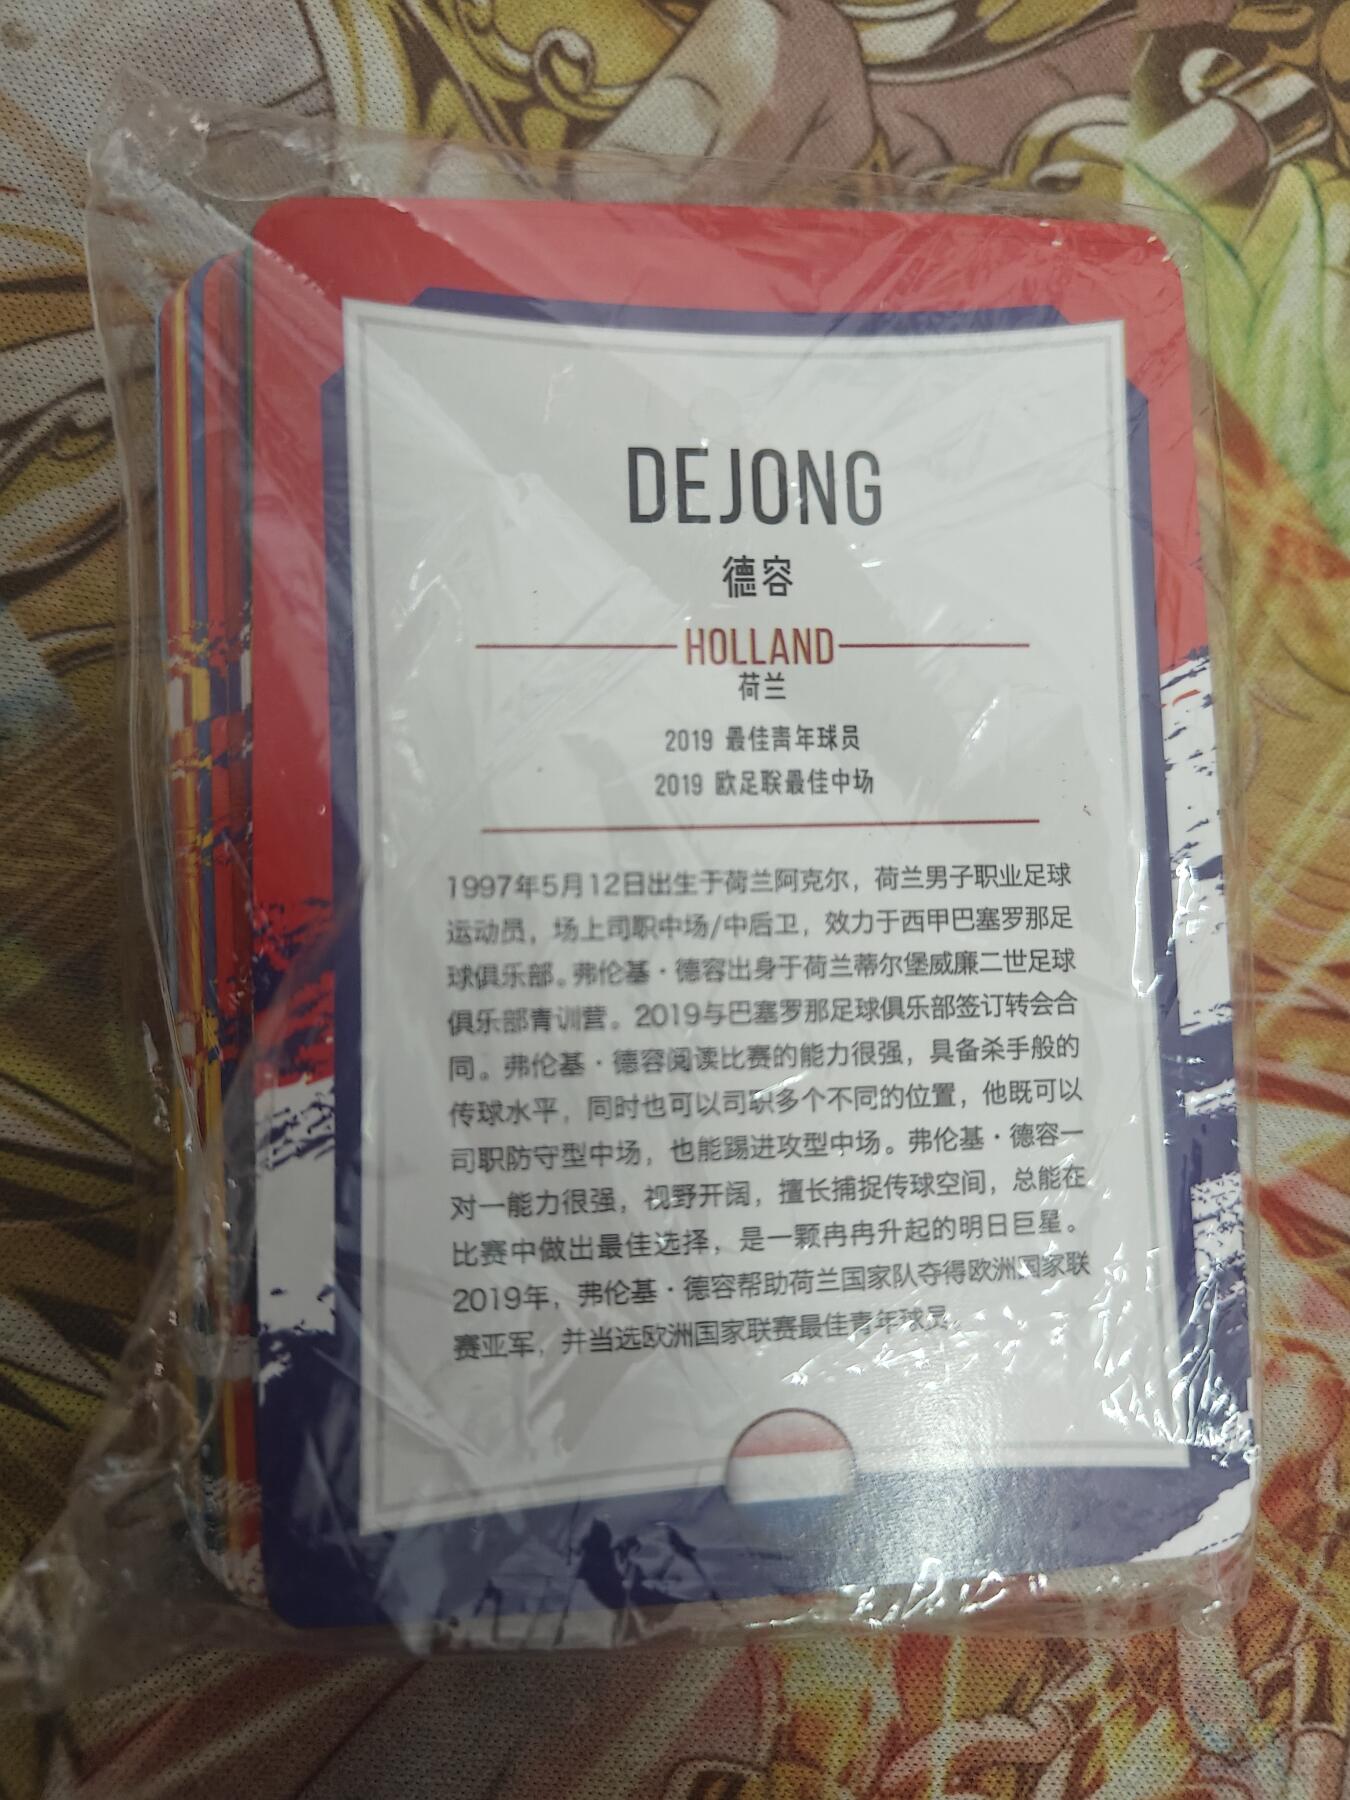 DEJONG
德容
HOLLAND
荷兰
2019 最佳青年球员
2019 欧足联最佳中场
1997年5月12日出生于荷兰阿克尔，荷兰男子职业足球
运动员，场上司职中场/中后卫，效力于西甲巴塞罗那足
球俱乐部。弗伦基·德容出身于荷兰蒂尔堡威廉二世足球
俱乐部青训营。2019与巴塞罗那足球俱乐部签订转会合
同。弗伦基·德容阅读比赛的能力很强，具备杀手般的
传球水平，同时也可以司职多个不同的位置，他既可以
司职防守型中场，也能踢进攻型中场。弗伦基·德容一
对一能力很强，视野开阔，擅长捕捉传球空间，总能在
比赛中做出最佳选择，是一颗冉冉升起的明日巨星。
2019年，弗伦基·德容帮助荷兰国家队夺得欧洲国家联
赛亚军，并当选欧洲国家联赛最佳青年球员。